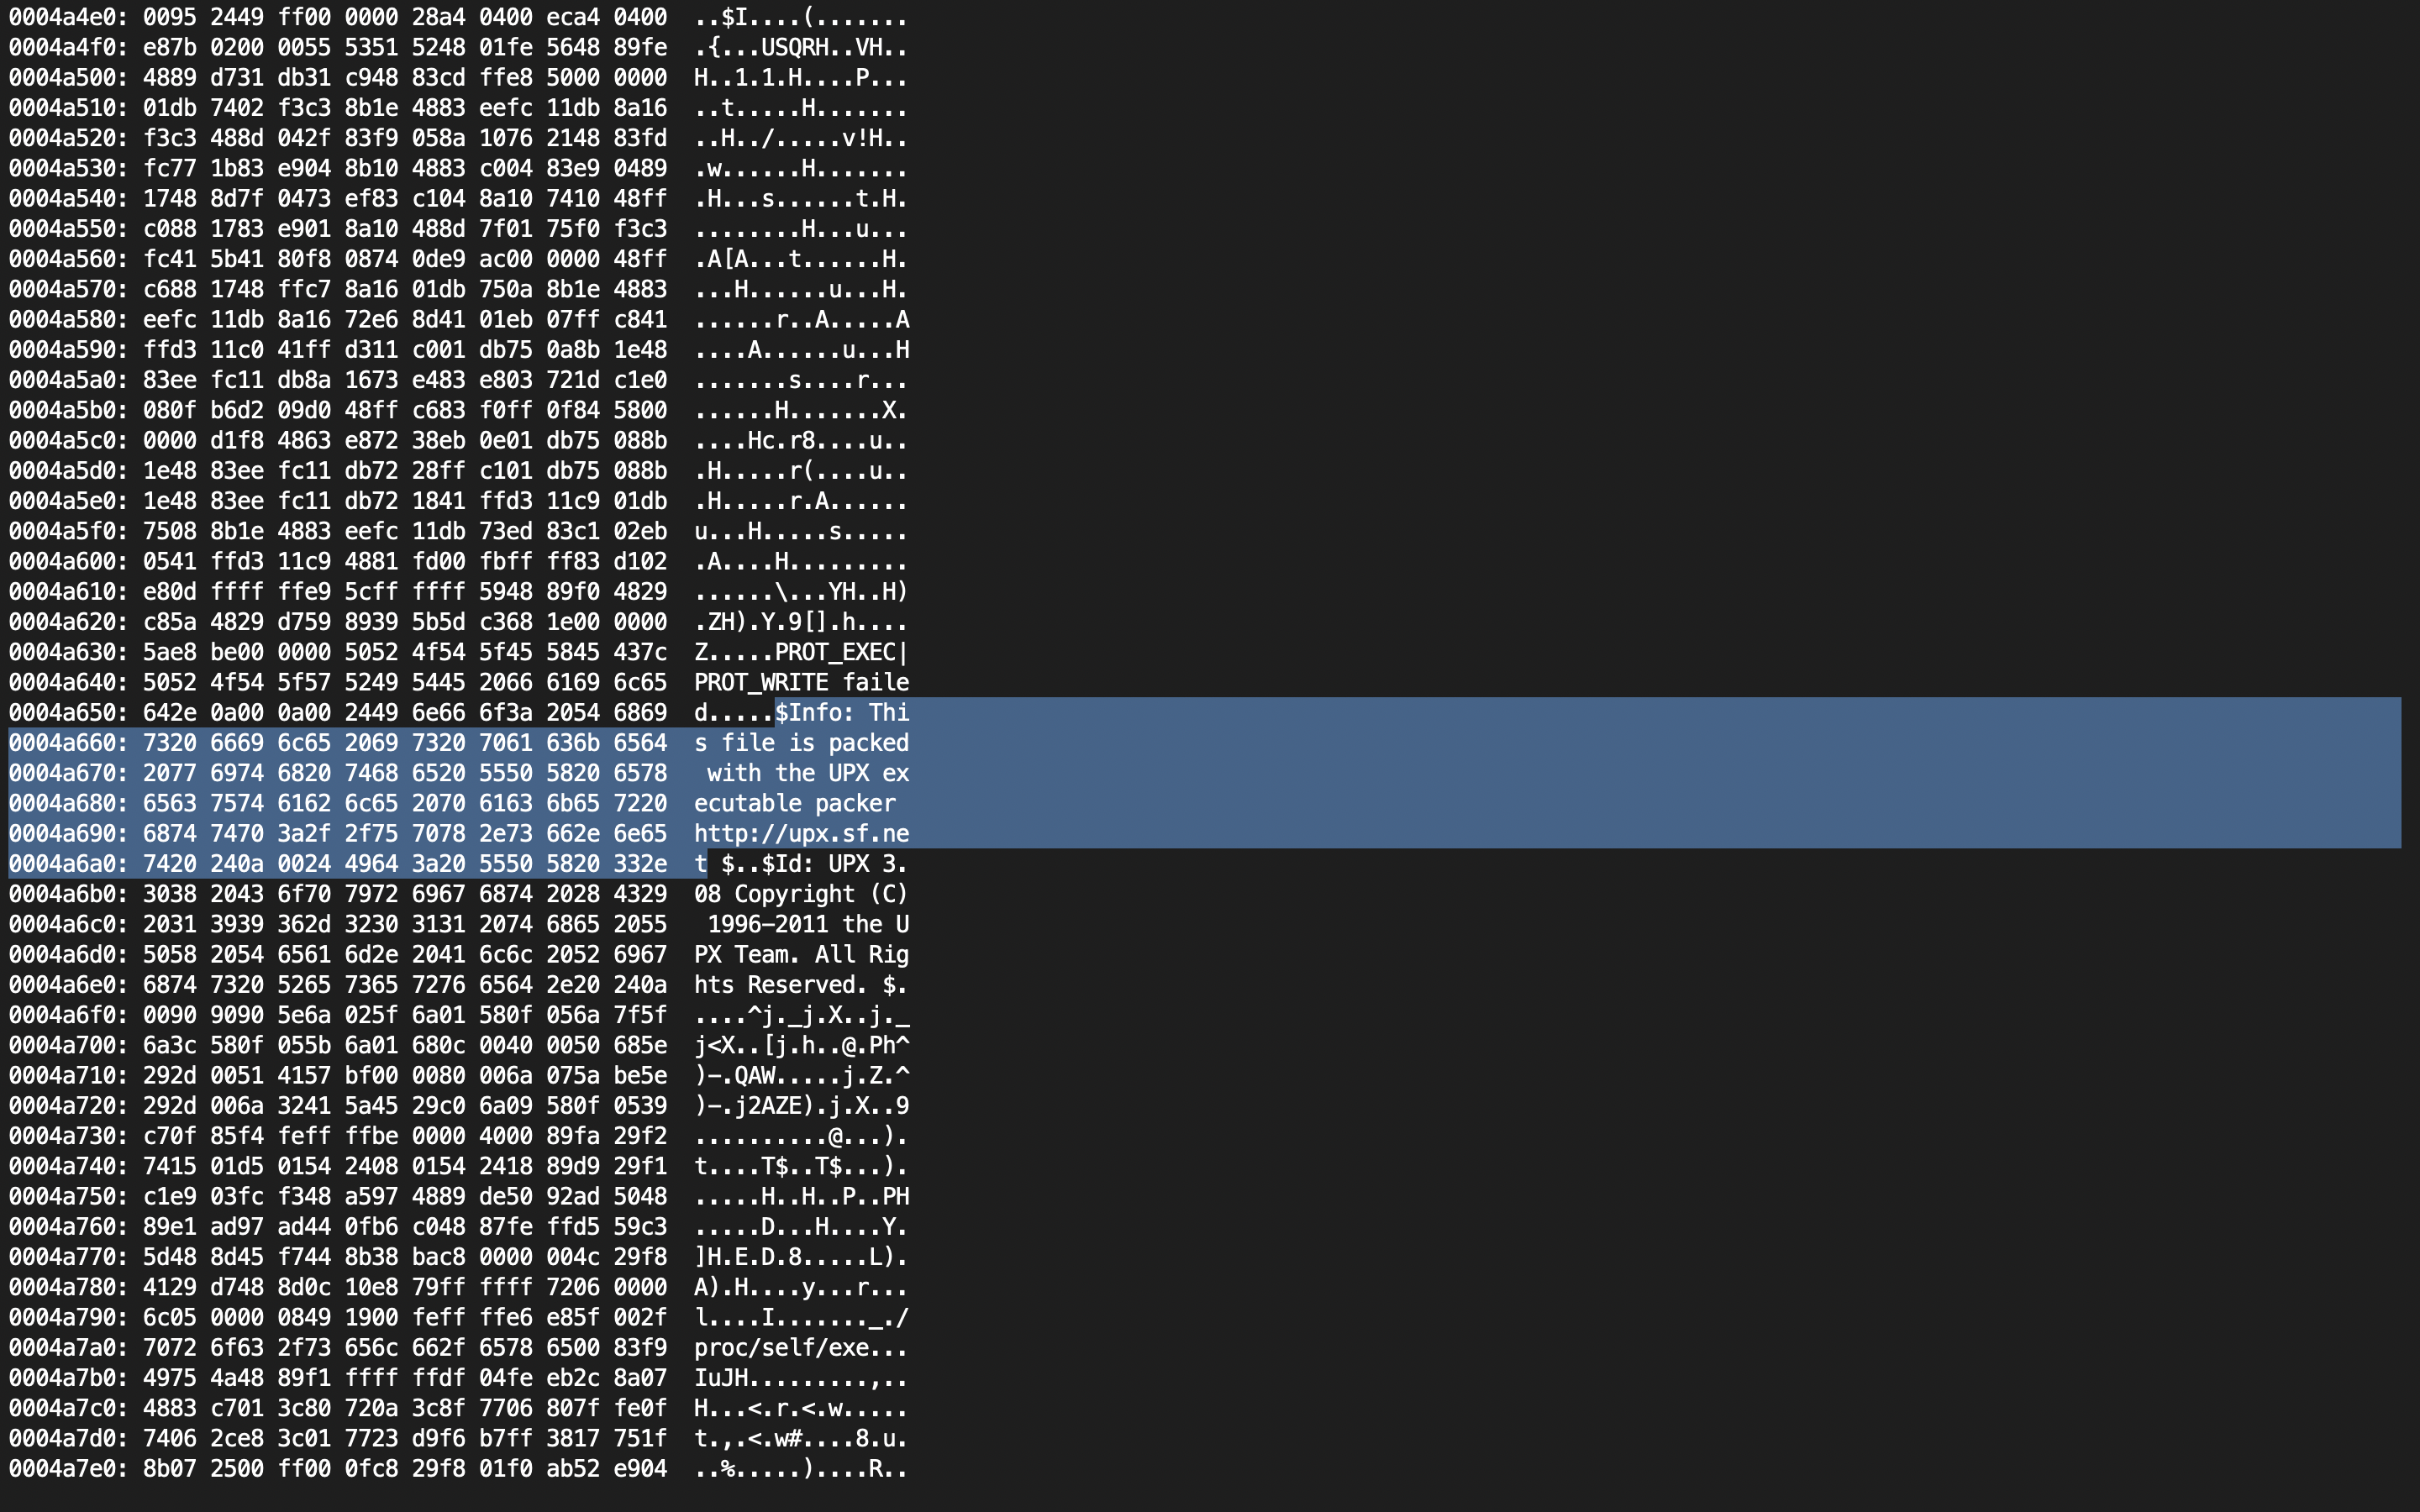 0004a4e0: 0095 2449 ff00 0000 28a4 0400 eca4 0400  ..$I....(.......
0004a4f0: e87b 0200 0055 5351 5248 01fe 5648 89fe  .{...USQRH..VH..
0004a500: 4889 d731 db31 c948 83cd ffe8 5000 0000  H..1.1.H....P...
0004a510: 01db 7402 f3c3 8b1e 4883 eefc 11db 8a16  ..t.....H.......
0004a520: f3c3 488d 042f 83f9 058a 1076 2148 83fd  ..H../.....v!H..
0004a530: fc77 1b83 e904 8b10 4883 c004 83e9 0489  .w......H.......
0004a540: 1748 8d7f 0473 ef83 c104 8a10 7410 48ff  .H...s......t.H.
0004a550: c088 1783 e901 8a10 488d 7f01 75f0 f3c3  ........H...u...
0004a560: fc41 5b41 80f8 0874 0de9 ac00 0000 48ff  .A[A...t......H.
0004a570: c688 1748 ffc7 8a16 01db 750a 8b1e 4883  ...H......u...H.
0004a580: eefc 11db 8a16 72e6 8d41 01eb 07ff c841  ......r..A.....A
0004a590: ffd3 11c0 41ff d311 c001 db75 0a8b 1e48  ....A......u...H
0004a5a0: 83ee fc11 db8a 1673 e483 e803 721d c1e0  .......s....r...
0004a5b0: 080f b6d2 09d0 48ff c683 f0ff 0f84 5800  ......H.......X.
0004a5c0: 0000 d1f8 4863 e872 38eb 0e01 db75 088b  ....Hc.r8....u..
0004a5d0: 1e48 83ee fc11 db72 28ff c101 db75 088b  .H.....r(....u..
0004a5e0: 1e48 83ee fc11 db72 1841 ffd3 11c9 01db  .H.....r.A......
0004a5f0: 7508 8b1e 4883 eefc 11db 73ed 83c1 02eb  u...H.....s.....
0004a600: 0541 ffd3 11c9 4881 fd00 fbff ff83 d102  .A....H.........
0004a610: e80d ffff ffe9 5cff ffff 5948 89f0 4829  ......\...YH..H)
0004a620: c85a 4829 d759 8939 5b5d c368 1e00 0000  .ZH).Y.9[].h....
0004a630: 5ae8 be00 0000 5052 4f54 5f45 5845 437c  Z.....PROT_EXEC|
0004a640: 5052 4f54 5f57 5249 5445 2066 6169 6c65  PROT_WRITE faile
0004a650: 642e 0a00 0a00 2449 6e66 6f3a 2054 6869  d.....$Info: Thi
0004a660: 7320 6669 6c65 2069 7320 7061 636b 6564  s file is packed
0004a670: 2077 6974 6820 7468 6520 5550 5820 6578   with the UPX ex
0004a680: 6563 7574 6162 6c65 2070 6163 6b65 7220  ecutable packer
0004a690: 6874 7470 3a2f 2f75 7078 2e73 662e 6e65  http://upx.sf.ne
0004a6a0: 7420 240a 0024 4964 3a20 5550 5820 332e  t $..$Id: UPX 3.
0004a6b0: 3038 2043 6f70 7972 6967 6874 2028 4329  08 Copyright (C)
0004a6c0: 2031 3939 362d 3230 3131 2074 6865 2055   1996-2011 the U
0004a6d0: 5058 2054 6561 6d2e 2041 6c6c 2052 6967  PX Team. All Rig
0004a6e0: 6874 7320 5265 7365 7276 6564 2e20 240a  hts Reserved. $.
0004a6f0: 0090 9090 5e6a 025f 6a01 580f 056a 7f5f  ....^j._j.X..j._
0004a700: 6a3c 580f 055b 6a01 680c 0040 0050 685e  j<X..[j.h..@.Ph^
0004a710: 292d 0051 4157 bf00 0080 006a 075a be5e  )-.QAW.....j.Z.^
0004a720: 292d 006a 3241 5a45 29c0 6a09 580f 0539  )-.j2AZE).j.X..9
0004a730: c70f 85f4 feff ffbe 0000 4000 89fa 29f2  ..........@...).
0004a740: 7415 01d5 0154 2408 0154 2418 89d9 29f1  t....T$..T$...).
0004a750: c1e9 03fc f348 a597 4889 de50 92ad 5048  .....H..H..P..PH
0004a760: 89e1 ad97 ad44 0fb6 c048 87fe ffd5 59c3  .....D...H....Y.
0004a770: 5d48 8d45 f744 8b38 bac8 0000 004c 29f8  ]H.E.D.8.....L).
0004a780: 4129 d748 8d0c 10e8 79ff ffff 7206 0000  A).H....y...r...
0004a790: 6c05 0000 0849 1900 feff ffe6 e85f 002f  l....I......._./
0004a7a0: 7072 6f63 2f73 656c 662f 6578 6500 83f9  proc/self/exe...
0004a7b0: 4975 4a48 89f1 ffff ffdf 04fe eb2c 8a07  IuJH.........,..
0004a7c0: 4883 c701 3c80 720a 3c8f 7706 807f fe0f  H...<.r.<.w.....
0004a7d0: 7406 2ce8 3c01 7723 d9f6 b7ff 3817 751f  t.,.<.w#....8.u.
0004a7e0: 8b07 2500 ff00 0fc8 29f8 01f0 ab52 e904  ..%.....)....R..